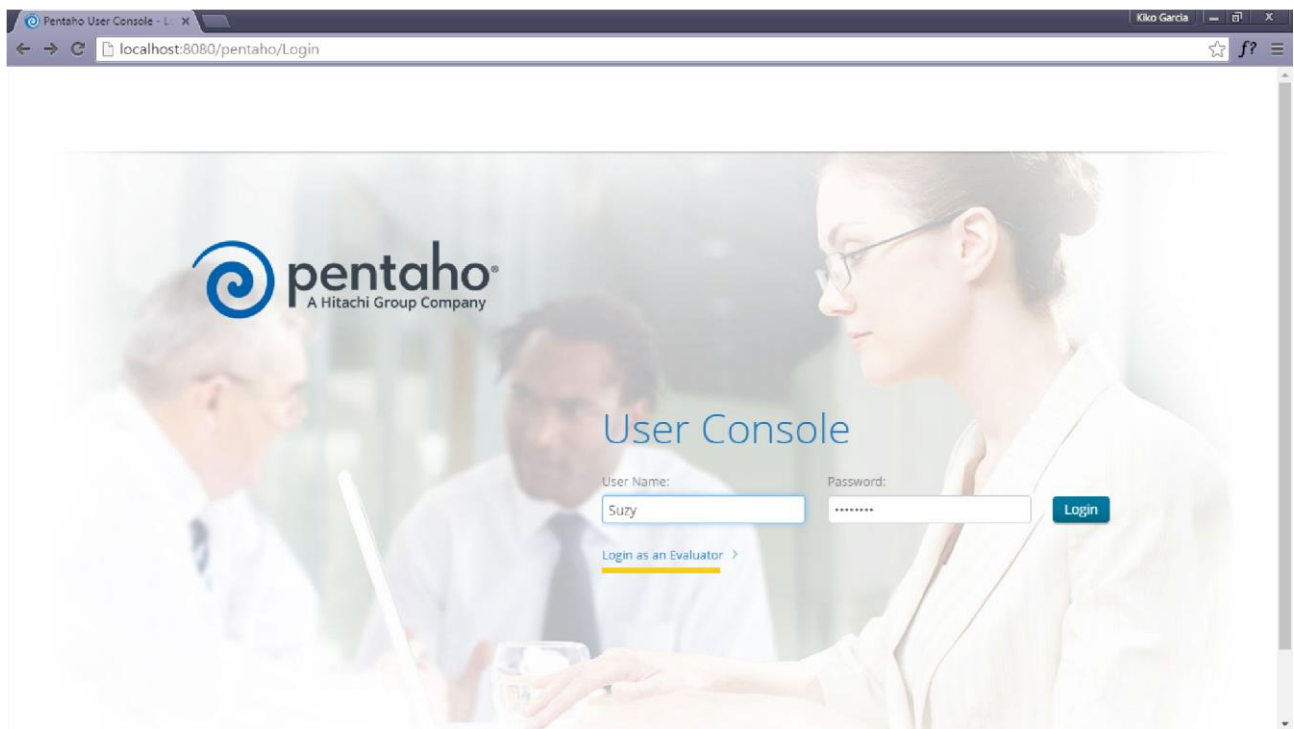 Pentaho User Console - Lo
Kiko Garcia
localhost:8080/pentaho/Login
f?
pentaho®
A Hitachi Group Company
User Console
User Name:
Password:
Suzy
••••••••
Login
Login as an Evaluator >